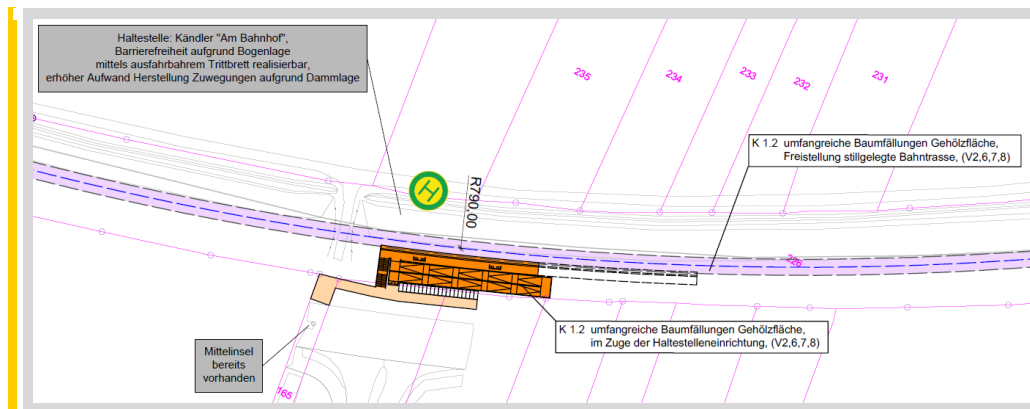 Haltestelle: Kändler "Am Bahnhof",
Barrierefreiheit aufgrund Bogenlage
mittels ausfahrbahrem Trittbrett realisierbar,
erhöher Aufwand Herstellung Zuwegungen aufgrund Dammlage
235
234
233
232
231
K 1.2 umfangreiche Baumfällungen Gehölzfläche,
Freistellung stillgelegte Bahntrasse, (V2,6,7,8)
H
R790.00
226
K 1.2 umfangreiche Baumfällungen Gehölzfläche,
im Zuge der Haltestelleneinrichtung, (V2,6,7,8)
Mittelinsel
bereits
vorhanden
165